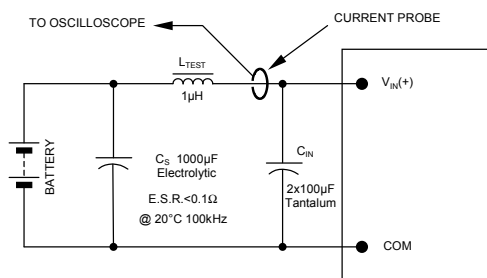 TO OSCILLOSCOPE
CURRENT PROBE
LTEST
1µH
VIN(+)
BATTERY
CS 1000µF
Electrolytic
E.S.R.<0.1Ω
@ 20°C 100kHz
CIN
2x100µF
Tantalum
COM